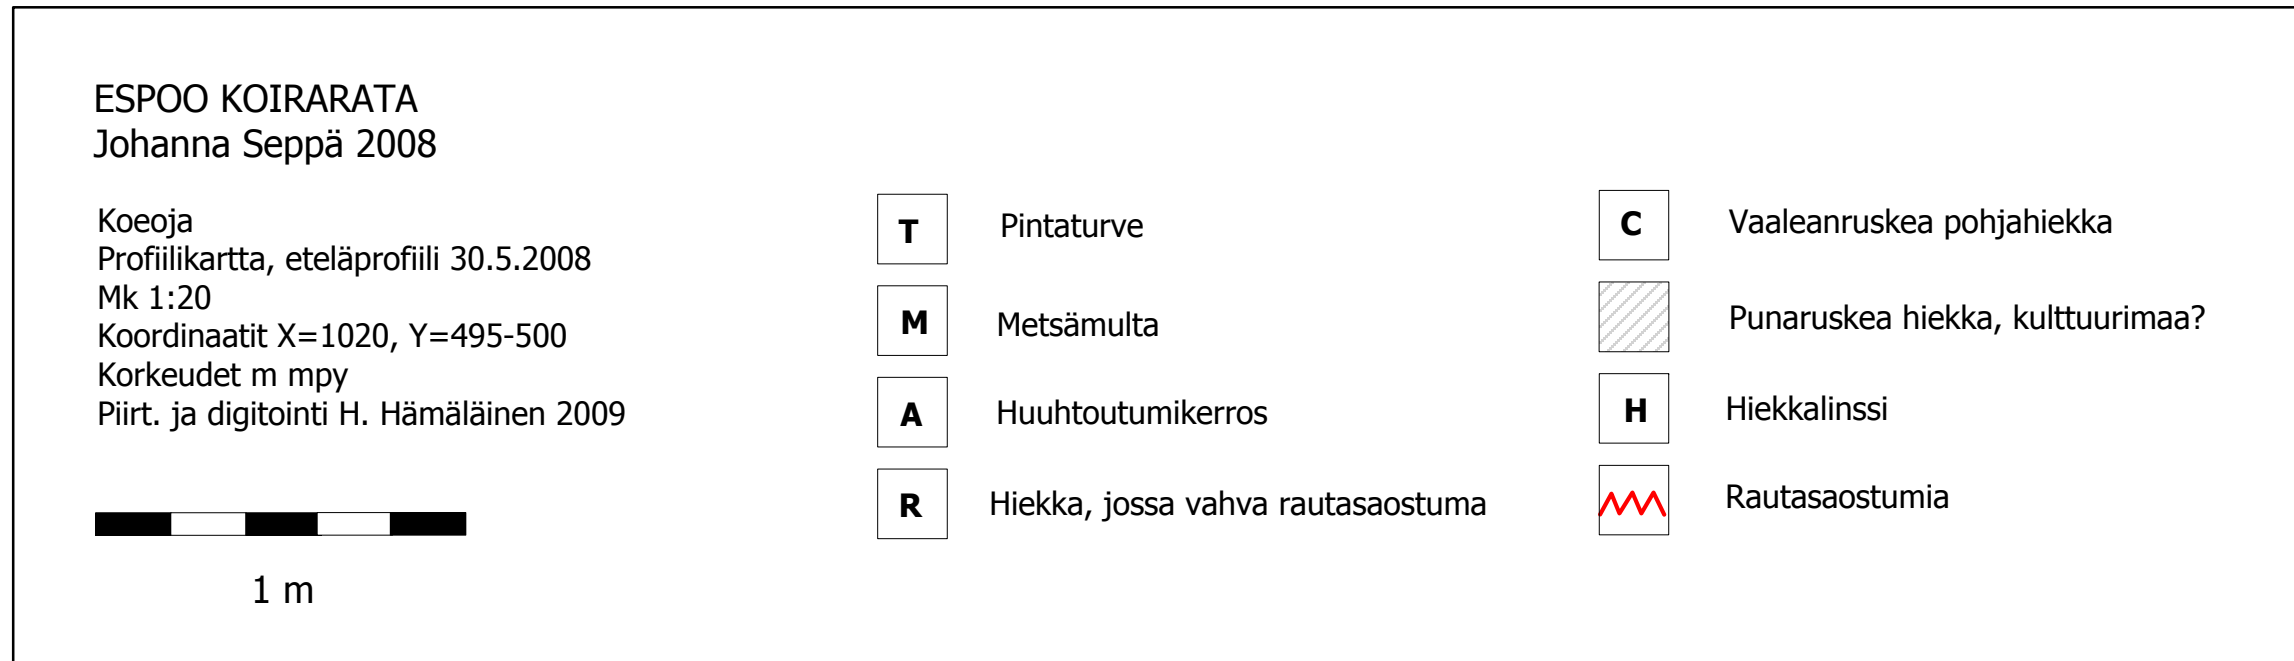 ESPOO KOIRARATA
Johanna Seppä 2008
Koeoja
Profiilikartta, eteläprofiili 30.5.2008
Mk 1:20
Koordinaatit X=1020, Y=495-500
Korkeudet m mpy
Piirt. ja digitointi H. Hämäläinen 2009
1 m
T Pintaturve
M Metsämulta
A Huuhtoutumikerros
R Hiekka, jossa vahva rautasaostuma
C Vaaleanruskea pohjahiekka
Punaruskea hiekka, kulttuurimaa?
H Hiekkalinssi
Rautasaostumia